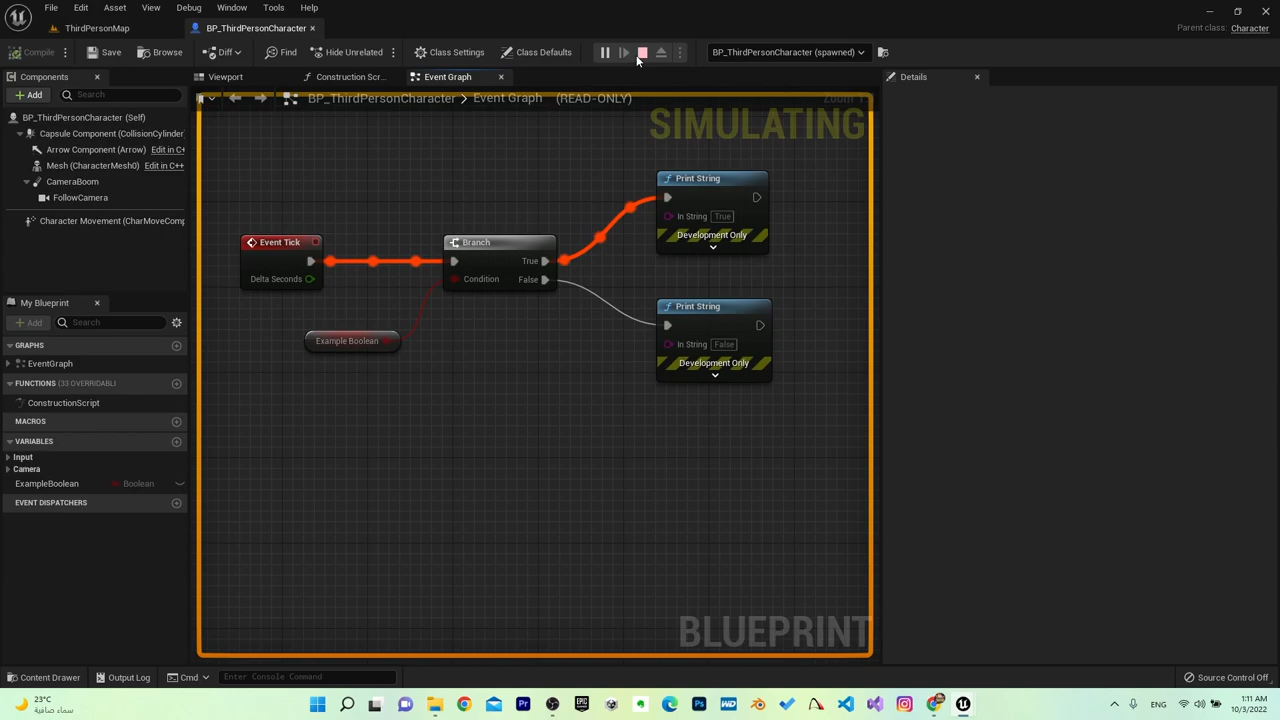 File Edit Asset View Debug Window Tools Help
ThirdPersonMap BP_ThirdPersonCharacter
Parent class: Character
Compile Save Browse Diff Find Hide Unrelated Class Settings Class Defaults BP_ThirdPersonCharacter (spawned)
Components Viewport Construction Scr... Event Graph Details
Add Search
BP_ThirdPersonCharacter > Event Graph (READ-ONLY)
SIMULATING
BP_ThirdPersonCharacter (Self)
Capsule Component (CollisionCylinder)
Arrow Component (Arrow) Edit in C+
Mesh (CharacterMesh0) Edit in C++
CameraBoom
FollowCamera
Character Movement (CharMoveComp
Print String
In String True
Development Only
Event Tick
Delta Seconds
Branch
True
Condition False
Example Boolean
Print String
In String False
Development Only
My Blueprint
Add Search
GRAPHS
EventGraph
FUNCTIONS (33 OVERRIDABLI
ConstructionScript
MACROS
VARIABLES
Input
Camera
ExampleBoolean Boolean
EVENT DISPATCHERS
BLUEPRINT
Content Drawer Output Log Cmd Enter Console Command Source Control Off
23°C
سماء صافية
ENG
1:11 AM
10/3/2022